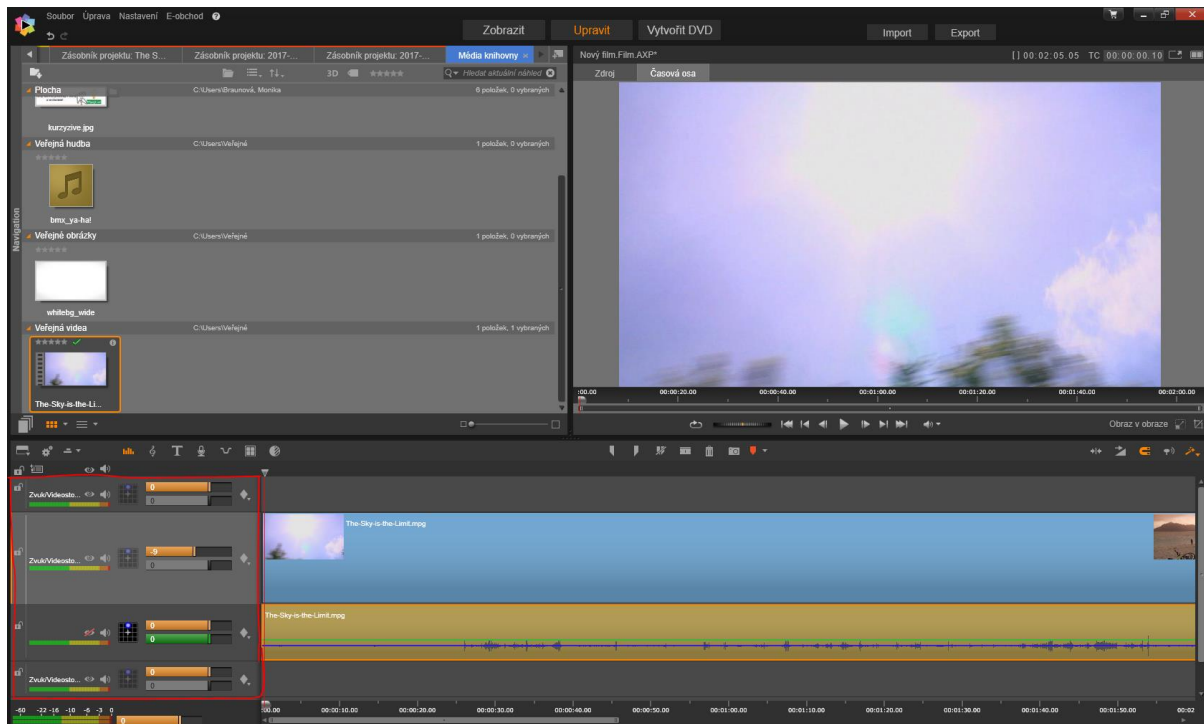 Soubor Úprava Nastavení E-obchod
Zobrazit Upravit Vytvořit DVD Import Export
Zásobník projektu: The S... Zásobník projektu: 2017-... Zásobník projektu: 2017-... Média knihovny
Nový film.Film.AXP* [] 00:02:05.05 TC 00:00:00.10
3D Hledat aktuální náhled
Zdroj Časová osa
Plocha C:\Users\Braunová, Monika 6 položek, 0 vybraných
kurzyzive.jpg
Veřejná hudba C:\Users\Veřejné 1 položek, 0 vybraných
brnx_ya-ha!
Navigation
Veřejné obrázky C:\Users\Veřejné 1 položek, 0 vybraných
whitebg_wide
Veřejná videa C:\Users\Veřejné 1 položek, 1 vybraných
The-Sky-is-the-Li...
:00.00 00:00:20.00 00:00:40.00 00:01:00.00 00:01:20.00 00:01:40.00 00:02:00.00
Obraz v obraze
T
Zvuk/Videosto... 0
0
The-Sky-is-the-Limit.mpg
Zvuk/Videosto... -9
0
The-Sky-is-the-Limit.mpg
0
0
Zvuk/Videosto... 0
0
-60 -22 -16 -10 -6 -3 0
0
:00.00 00:00:10.00 00:00:20.00 00:00:30.00 00:00:40.00 00:00:50.00 00:01:00.00 00:01:10.00 00:01:20.00 00:01:30.00 00:01:40.00 00:01:50.00 00:02